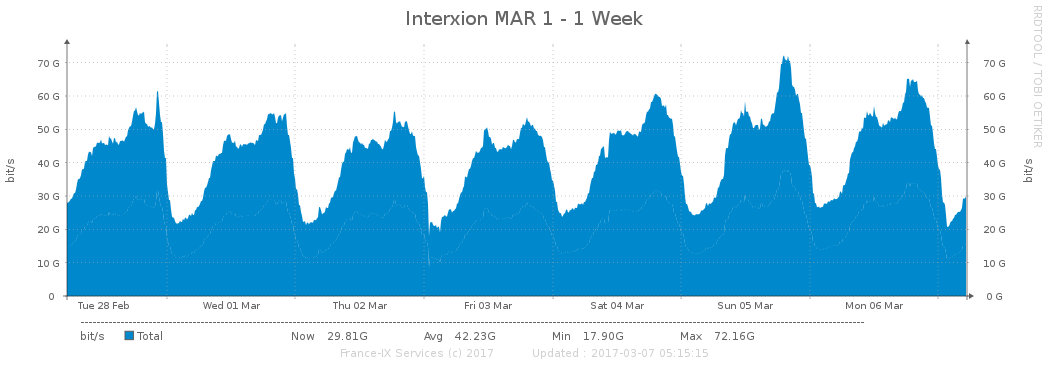 Interxion MAR 1 - 1 Week
RRDTOOL / TOBI OETIKER
bit/s
70 G
60 G
50 G
40 G
30 G
20 G
10 G
0
70 G
60 G
50 G
40 G
30 G
20 G
10 G
0 G
bit/s
Tue 28 Feb Wed 01 Mar Thu 02 Mar Fri 03 Mar Sat 04 Mar Sun 05 Mar Mon 06 Mar
bit/s Total Now 29.81G Avg 42.23G Min 17.90G Max 72.16G
France-IX Services (c) 2017 Updated : 2017-03-07 05:15:15